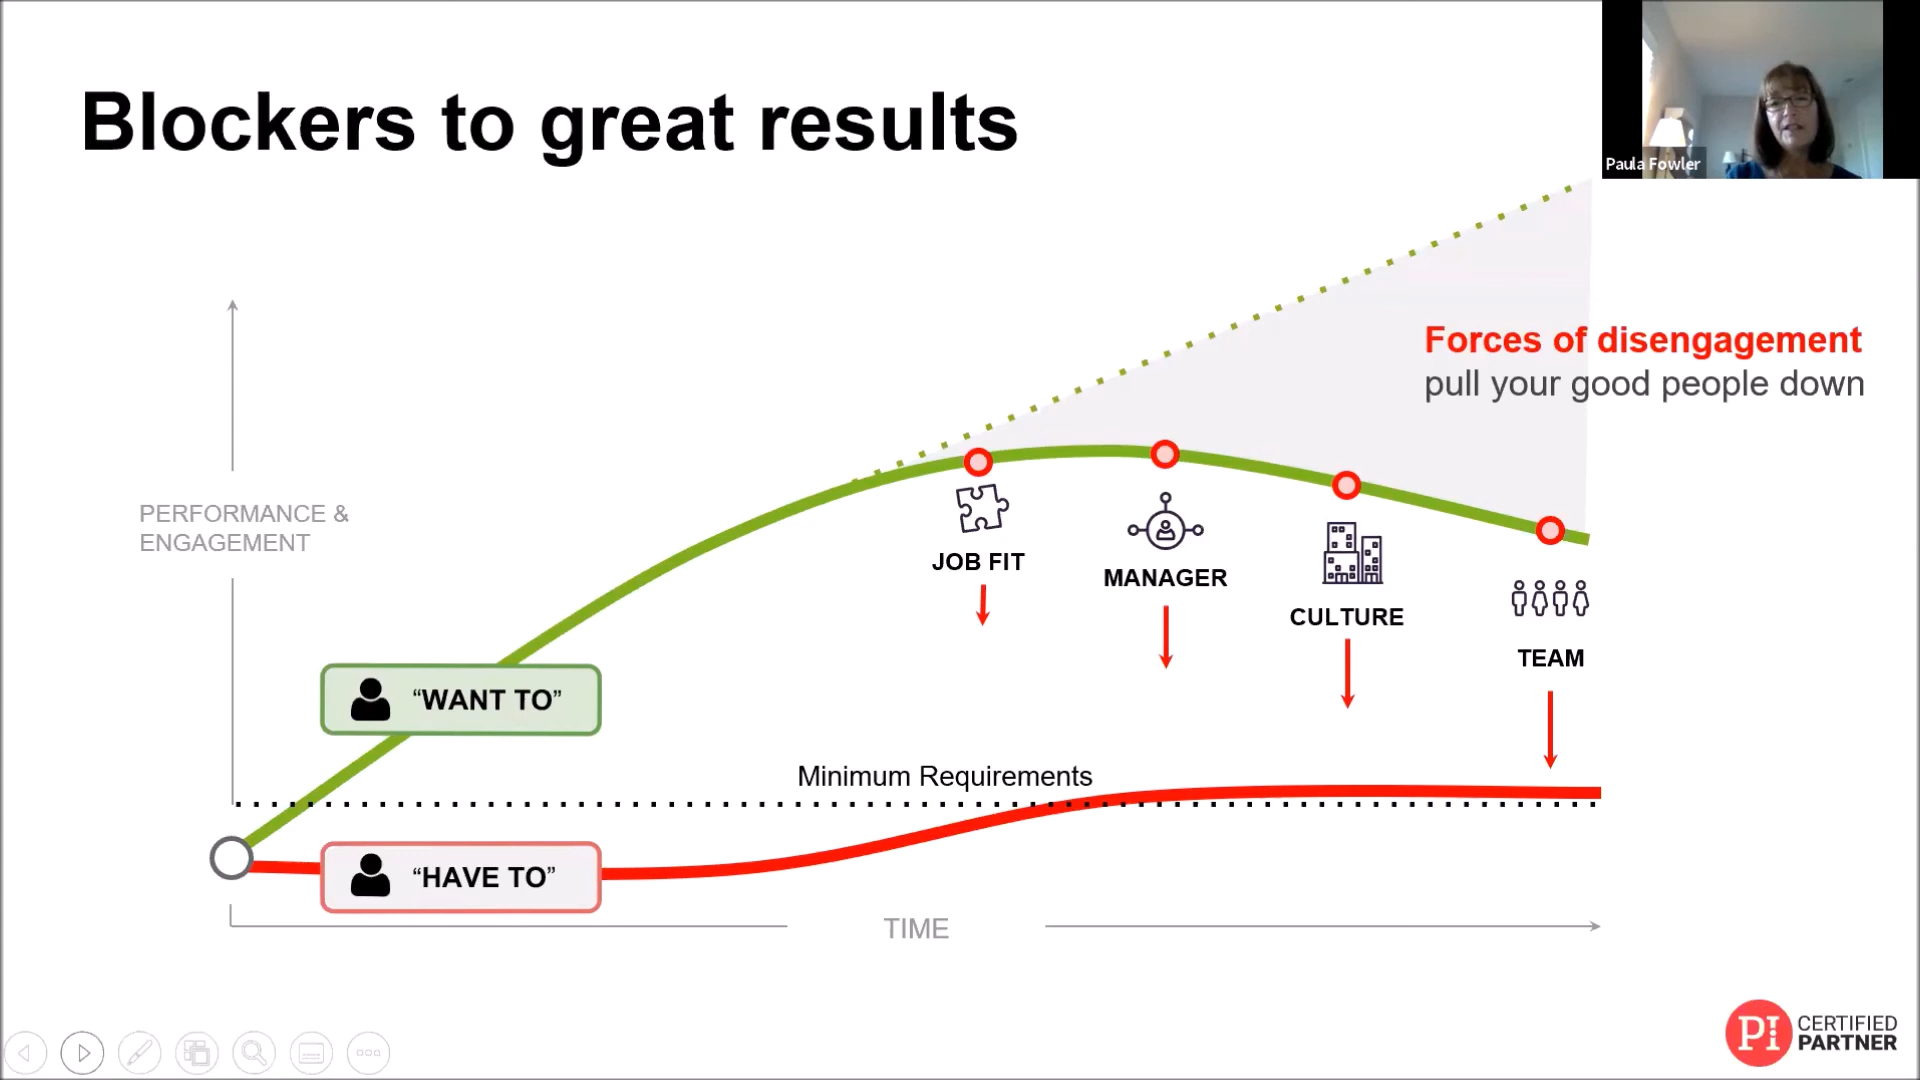 Blockers to great results
Paula Fowler
Forces of disengagement
pull your good people down
PERFORMANCE &
ENGAGEMENT
JOB FIT
MANAGER
CULTURE
TEAM
“WANT TO”
Minimum Requirements
“HAVE TO”
TIME
PI CERTIFIED
PARTNER